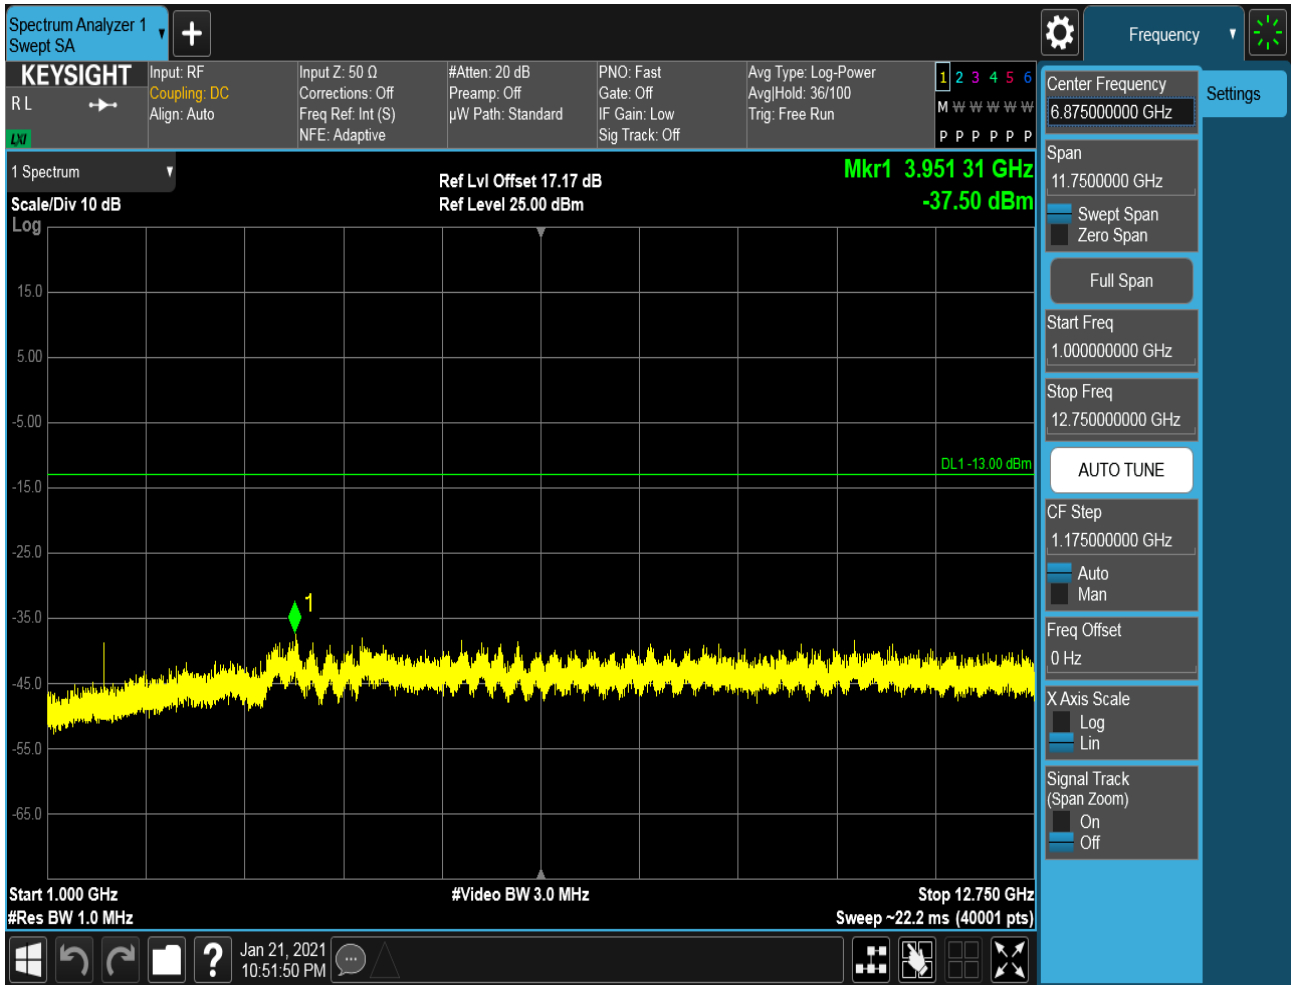 Spectrum Analyzer 1
Swept SA
Frequency
KEYSIGHT
R L
LXI
Input: RF
Coupling: DC
Align: Auto
Input Z: 50 Ω
Corrections: Off
Freq Ref: Int (S)
NFE: Adaptive
#Atten: 20 dB
Preamp: Off
µW Path: Standard
PNO: Fast
Gate: Off
IF Gain: Low
Sig Track: Off
Avg Type: Log-Power
Avg|Hold: 36/100
Trig: Free Run
1 2 3 4 5 6
M W W W W W
P P P P P P
1 Spectrum
Scale/Div 10 dB
Log
Ref Lvl Offset 17.17 dB
Ref Level 25.00 dBm
Mkr1 3.951 31 GHz
-37.50 dBm
15.0
5.00
-5.00
-15.0
-25.0
-35.0
-45.0
-55.0
-65.0
DL1 -13.00 dBm
1
Start 1.000 GHz
#Res BW 1.0 MHz
#Video BW 3.0 MHz
Stop 12.750 GHz
Sweep ~22.2 ms (40001 pts)
Center Frequency
6.875000000 GHz
Settings
Span
11.7500000 GHz
Swept Span
Zero Span
Full Span
Start Freq
1.000000000 GHz
Stop Freq
12.750000000 GHz
AUTO TUNE
CF Step
1.175000000 GHz
Auto
Man
Freq Offset
0 Hz
X Axis Scale
Log
Lin
Signal Track
(Span Zoom)
On
Off
?
Jan 21, 2021
10:51:50 PM